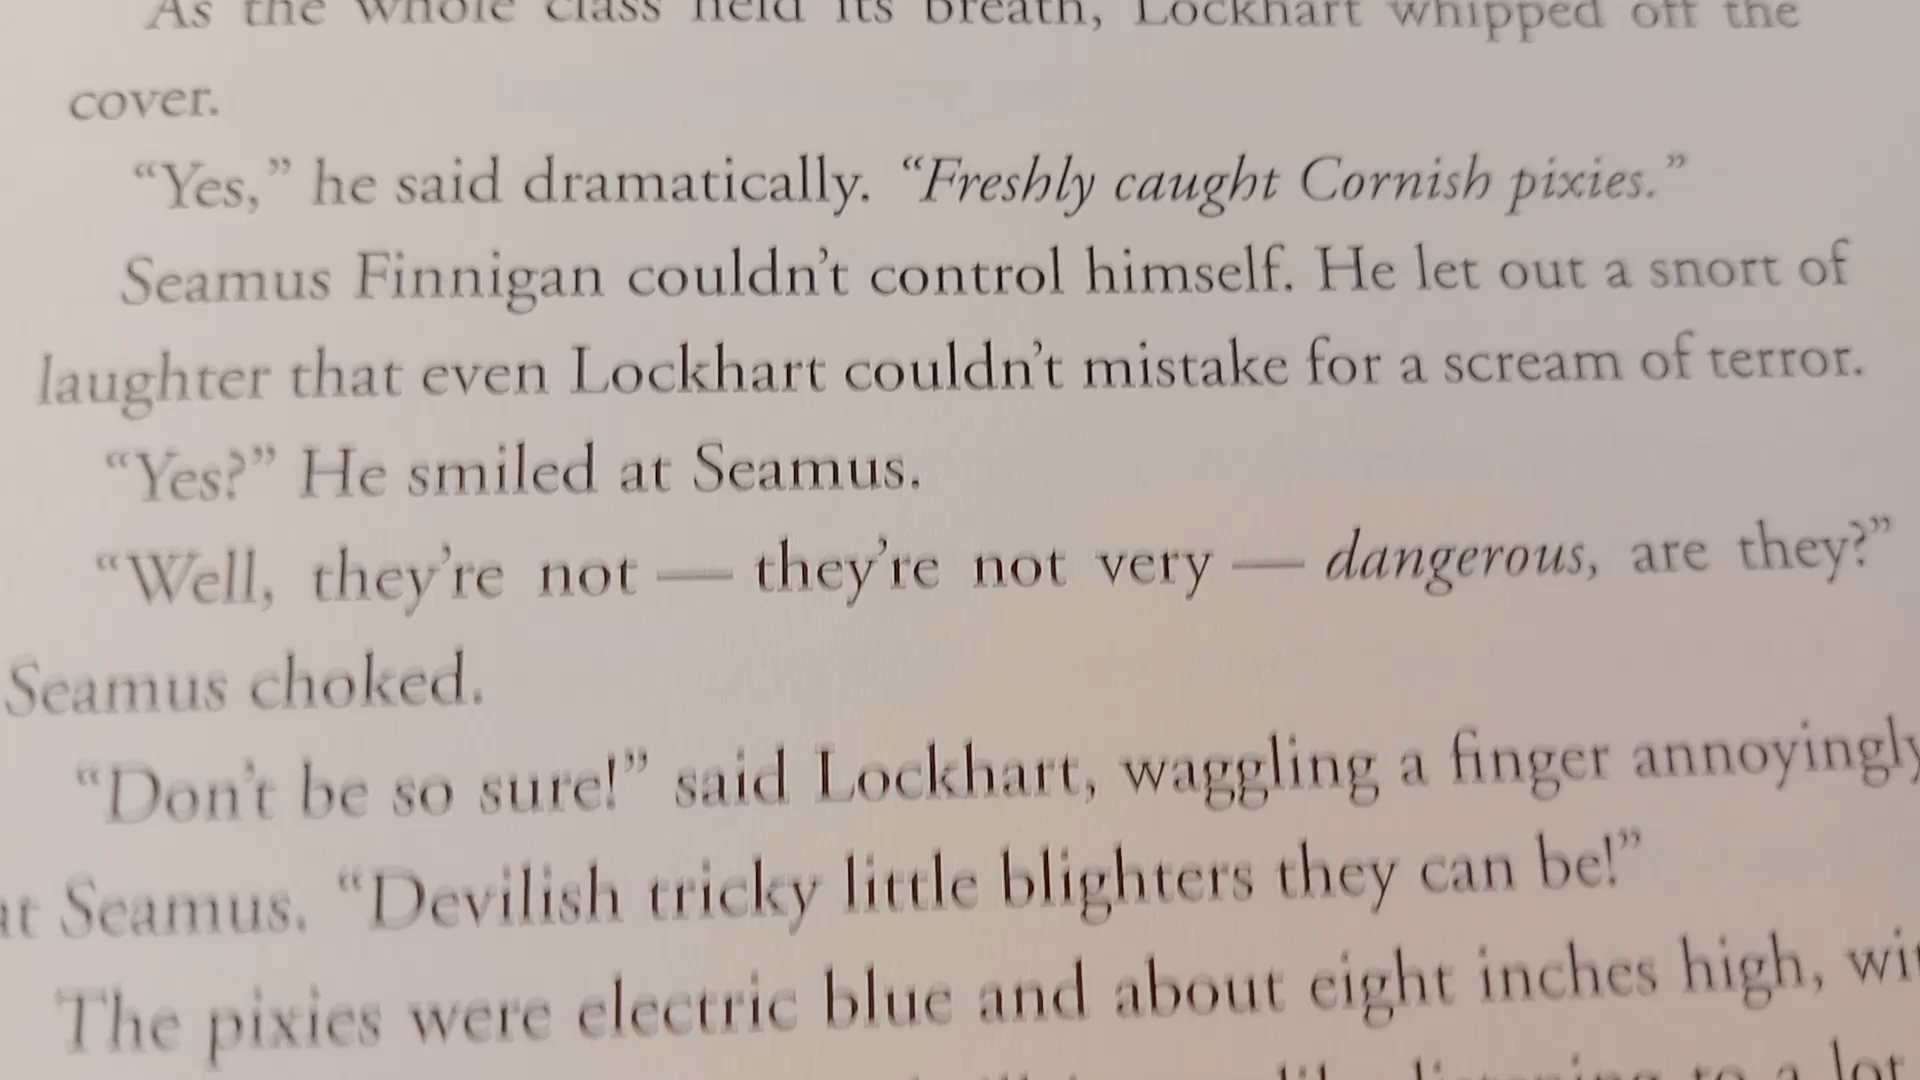 As the whole class held its breath, Lockhart whipped off the
cover.
“Yes,” he said dramatically. “Freshly caught Cornish pixies.”
Seamus Finnigan couldn’t control himself. He let out a snort of
laughter that even Lockhart couldn’t mistake for a scream of terror.
“Yes?” He smiled at Seamus.
“Well, they’re not — they’re not very — dangerous, are they?”
Seamus choked.
“Don’t be so sure!” said Lockhart, waggling a finger annoyingly
at Seamus. “Devilish tricky little blighters they can be!”
The pixies were electric blue and about eight inches high, wit
to a lot